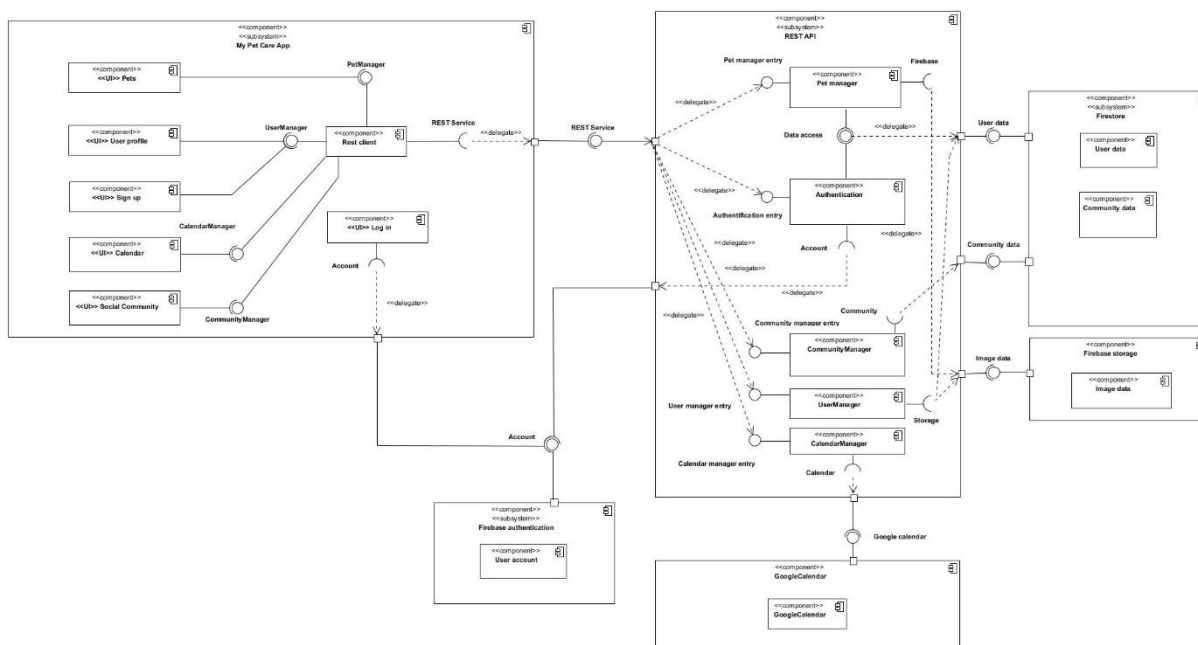 <<component>>
<<subsystem>>
My Pet Care App
<<component>>
<<UI>> Pets
PetManager
<<component>>
<<UI>> User profile
UserManager
<<component>>
Rest client
REST Service
<<delegate>>
<<component>>
<<UI>> Sign up
CalendarManager
<<component>>
<<UI>> Calendar
<<component>>
<<UI>> Log in
Account
<<delegate>>
<<component>>
<<UI>> Social Community
CommunityManager
REST Service
<<component>>
<<subsystem>>
REST API
Pet manager entry
<<component>>
Pet manager
Firebase
<<delegate>>
Data access
<<delegate>>
<<delegate>>
<<component>>
Authentication
Authentification entry
<<delegate>>
<<delegate>>
Account
<<delegate>>
<<delegate>>
<<delegate>>
Community
Community manager entry
<<component>>
CommunityManager
User manager entry
<<component>>
UserManager
Storage
<<component>>
CalendarManager
Calendar manager entry
Calendar
User data
<<component>>
<<subsystem>>
Firestore
<<component>>
User data
<<component>>
Community data
Community data
Image data
<<component>>
<<subsystem>>
Firebase storage
<<component>>
Image data
Account
<<component>>
<<subsystem>>
Firebase authentication
<<component>>
User account
Google calendar
<<component>>
<<subsystem>>
GoogleCalendar
<<component>>
GoogleCalendar